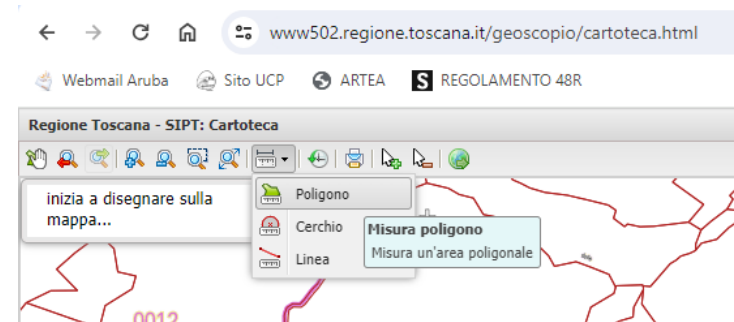 www502.regione.toscana.it/geoscopio/cartoteca.html
Webmail Aruba Sito UCP ARTEA S REGOLAMENTO 48R
Regione Toscana - SIPT: Cartoteca
inizia a disegnare sulla
mappa...
Poligono
Cerchio
Linea
Misura poligono
Misura un'area poligonale
0012